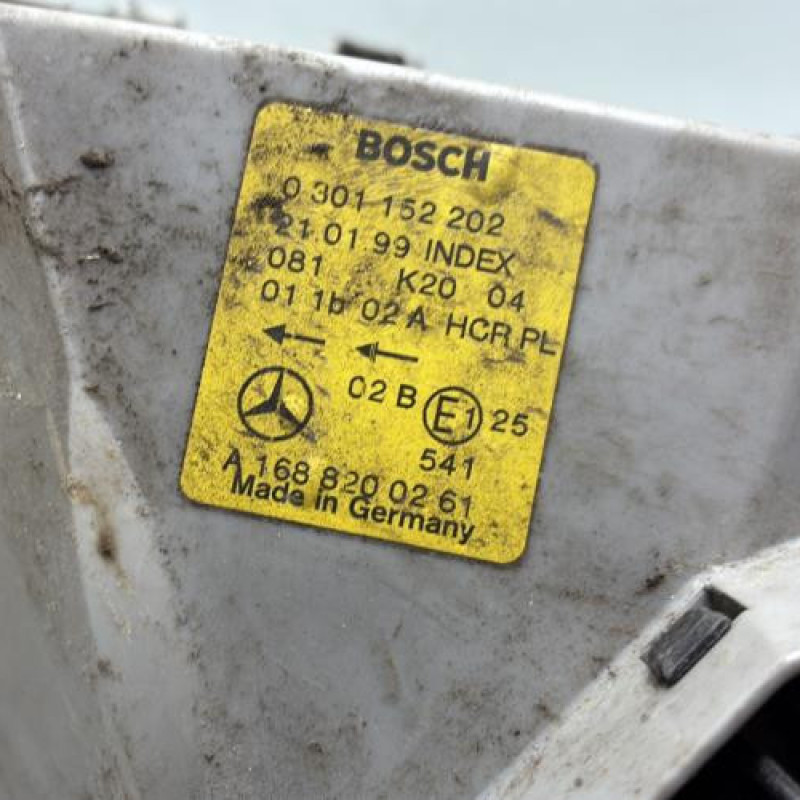 BOSCH
0 301 152 202
21 01 99 INDEX
081 K20 04
01 1b 02 A HCR PL
02 B E1 25
541
A 168 820 02 61
Made in Germany